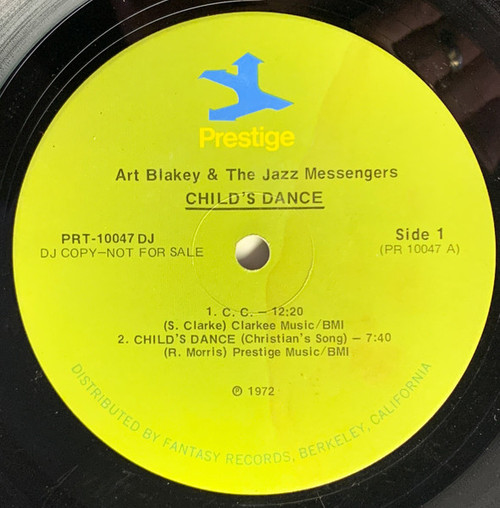 Prestige
Art Blakey & The Jazz Messengers
CHILD'S DANCE
PRT-10047 DJ
DJ COPY—NOT FOR SALE
Side 1
(PR 10047 A)
1. C. C. — 12:20
(S. Clarke) Clarkee Music/BMI
2. CHILD'S DANCE (Christian's Song) — 7:40
(R. Morris) Prestige Music/BMI
℗ 1972
DISTRIBUTED BY FANTASY RECORDS, BERKELEY, CALIFORNIA